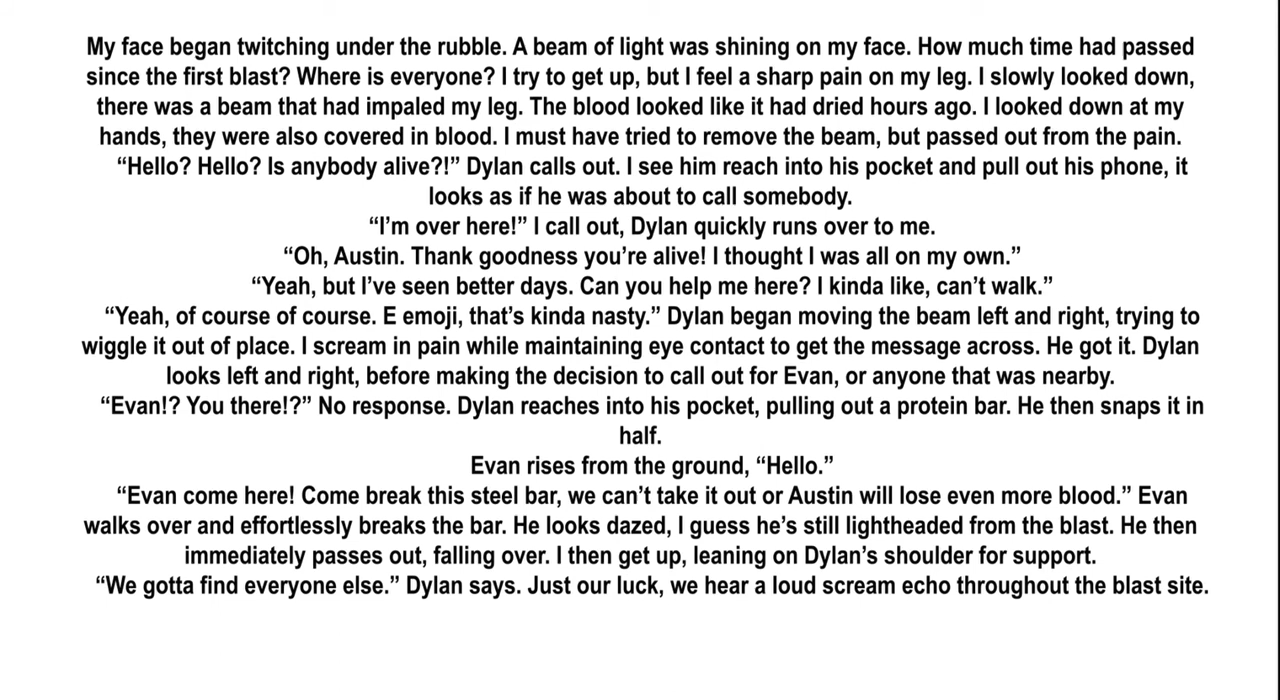 My face began twitching under the rubble. A beam of light was shining on my face. How much time had passed
since the first blast? Where is everyone? I try to get up, but I feel a sharp pain on my leg. I slowly looked down,
there was a beam that had impaled my leg. The blood looked like it had dried hours ago. I looked down at my
hands, they were also covered in blood. I must have tried to remove the beam, but passed out from the pain.
“Hello? Hello? Is anybody alive?!” Dylan calls out. I see him reach into his pocket and pull out his phone, it
looks as if he was about to call somebody.
“I’m over here!” I call out, Dylan quickly runs over to me.
“Oh, Austin. Thank goodness you’re alive! I thought I was all on my own.”
“Yeah, but I’ve seen better days. Can you help me here? I kinda like, can’t walk.”
“Yeah, of course of course. E emoji, that’s kinda nasty.” Dylan began moving the beam left and right, trying to
wiggle it out of place. I scream in pain while maintaining eye contact to get the message across. He got it. Dylan
looks left and right, before making the decision to call out for Evan, or anyone that was nearby.
“Evan!? You there!?” No response. Dylan reaches into his pocket, pulling out a protein bar. He then snaps it in
half.
Evan rises from the ground, “Hello.”
“Evan come here! Come break this steel bar, we can’t take it out or Austin will lose even more blood.” Evan
walks over and effortlessly breaks the bar. He looks dazed, I guess he’s still lightheaded from the blast. He then
immediately passes out, falling over. I then get up, leaning on Dylan’s shoulder for support.
“We gotta find everyone else.” Dylan says. Just our luck, we hear a loud scream echo throughout the blast site.